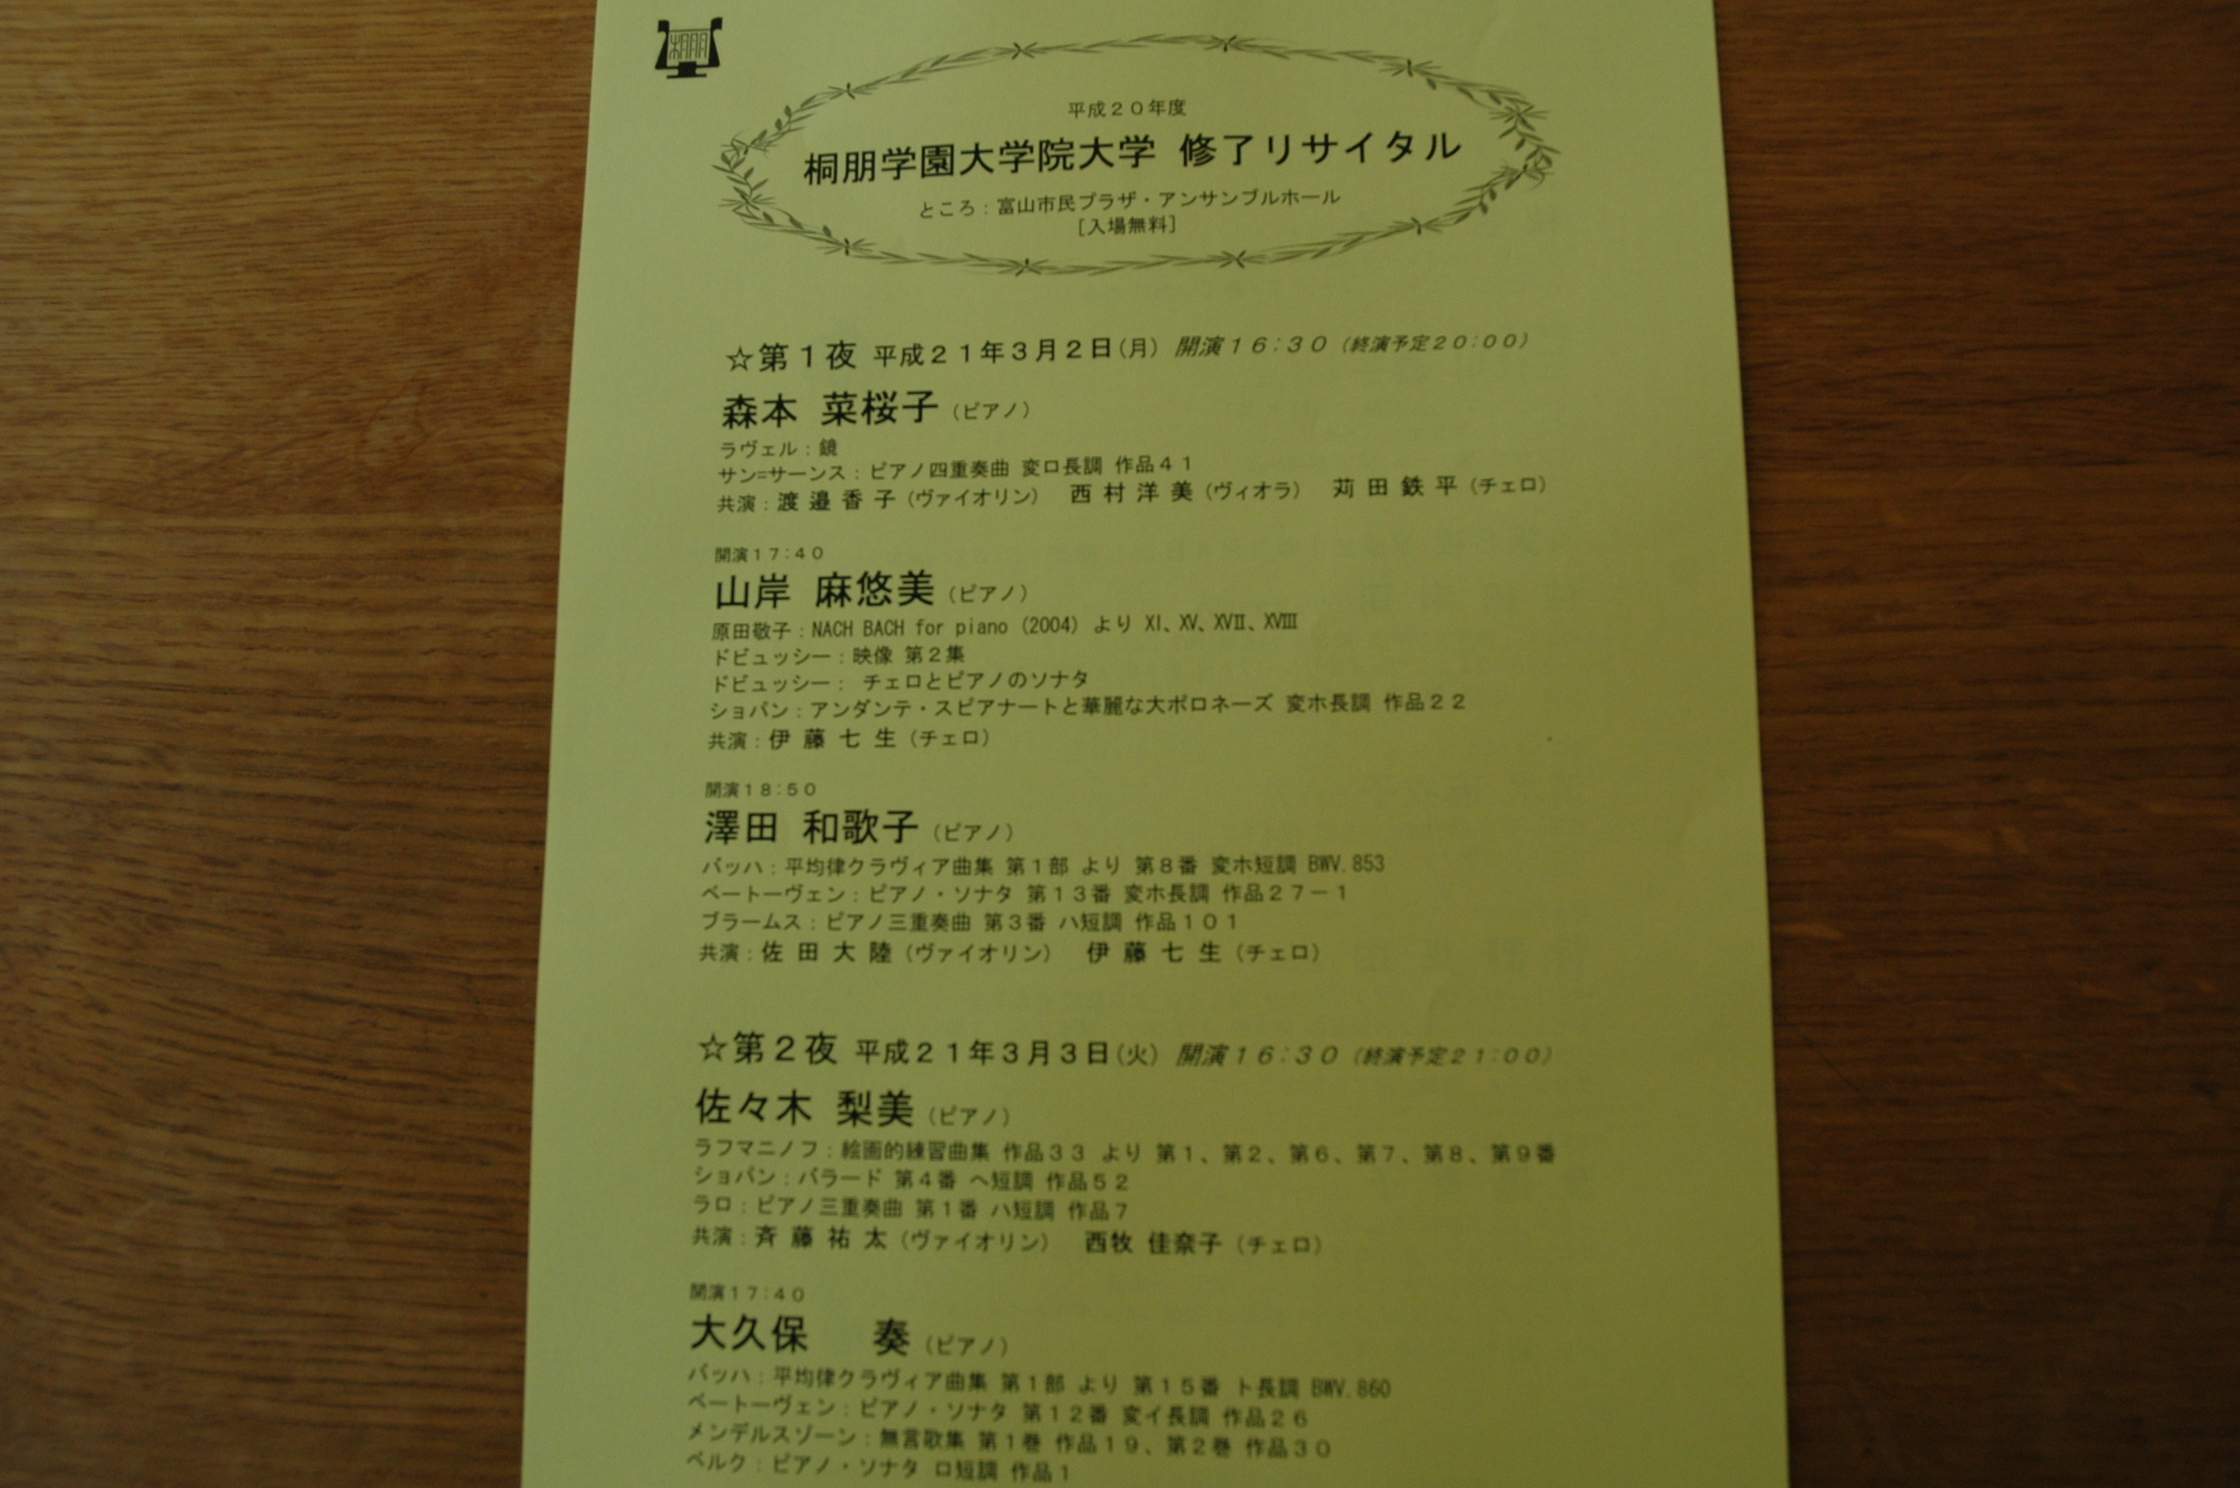 桐朋
平成20年度
桐朋学園大学院大学 修了リサイタル
ところ：富山市民プラザ・アンサンブルホール
[入場無料]
☆第1夜 平成21年3月2日(月) 開演16:30 (終演予定20:00)
森本 菜桜子 (ピアノ)
ラヴェル：鏡
サン=サーンス：ピアノ四重奏曲 変ロ長調 作品41
共演：渡邉香子(ヴァイオリン) 西村洋美(ヴィオラ) 苅田鉄平(チェロ)
開演17:40
山岸 麻悠美 (ピアノ)
原田敬子：NACH BACH for piano (2004) より XI、XV、XVII、XVIII
ドビュッシー：映像 第2集
ドビュッシー： チェロとピアノのソナタ
ショパン：アンダンテ・スピアナートと華麗な大ポロネーズ 変ホ長調 作品22
共演：伊藤七生(チェロ)
開演18:50
澤田 和歌子 (ピアノ)
バッハ：平均律クラヴィア曲集 第1部 より 第8番 変ホ短調 BWV.853
ベートーヴェン：ピアノ・ソナタ 第13番 変ホ長調 作品27－1
ブラームス：ピアノ三重奏曲 第3番 ハ短調 作品101
共演：佐田大陸(ヴァイオリン) 伊藤七生(チェロ)
☆第2夜 平成21年3月3日(火) 開演16:30 (終演予定21:00)
佐々木 梨美 (ピアノ)
ラフマニノフ：絵画的練習曲集 作品33 より 第1、第2、第6、第7、第8、第9番
ショパン：バラード 第4番 ヘ短調 作品52
ラロ：ピアノ三重奏曲 第1番 ハ短調 作品7
共演：斉藤祐太(ヴァイオリン) 西牧 佳奈子(チェロ)
開演17:40
大久保 奏 (ピアノ)
バッハ：平均律クラヴィア曲集 第1部 より 第15番 ト長調 BWV.860
ベートーヴェン：ピアノ・ソナタ 第12番 変イ長調 作品26
メンデルスゾーン：無言歌集 第1巻 作品19、第2巻 作品30
ベルク：ピアノ・ソナタ ロ短調 作品1